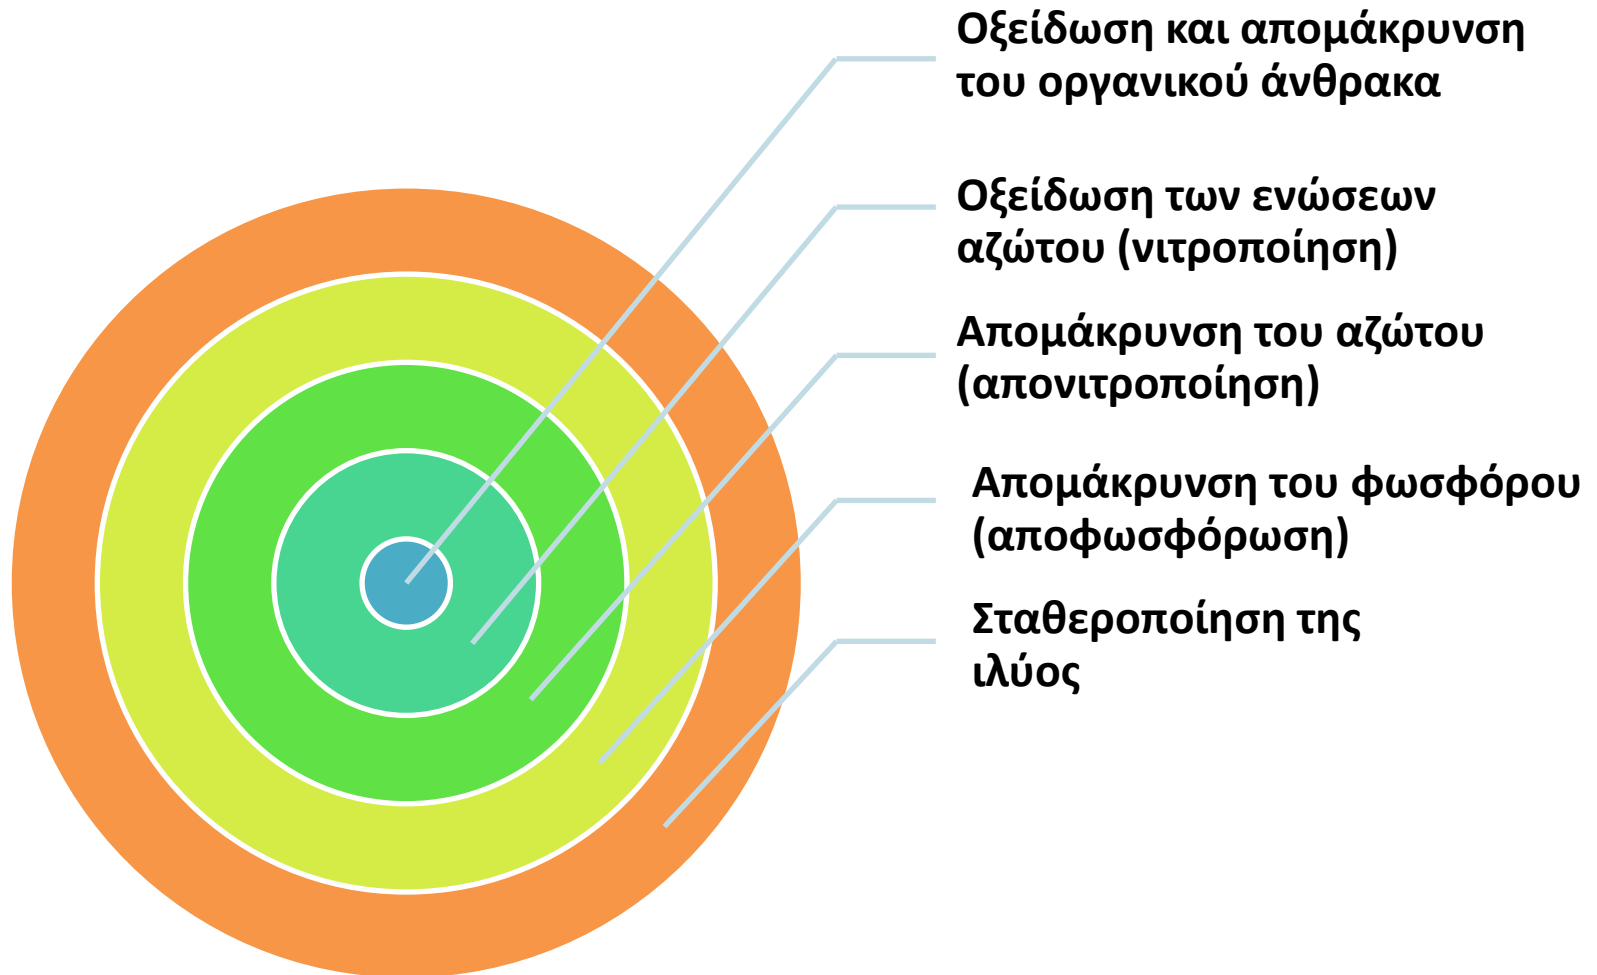 Οξείδωση και απομάκρυνση
του οργανικού άνθρακα
Οξείδωση των ενώσεων
αζώτου (νιτροποίηση)
Απομάκρυνση του αζώτου
(απονιτροποίηση)
Απομάκρυνση του φωσφόρου
(αποφωσφόρωση)
Σταθεροποίηση της
ιλύος